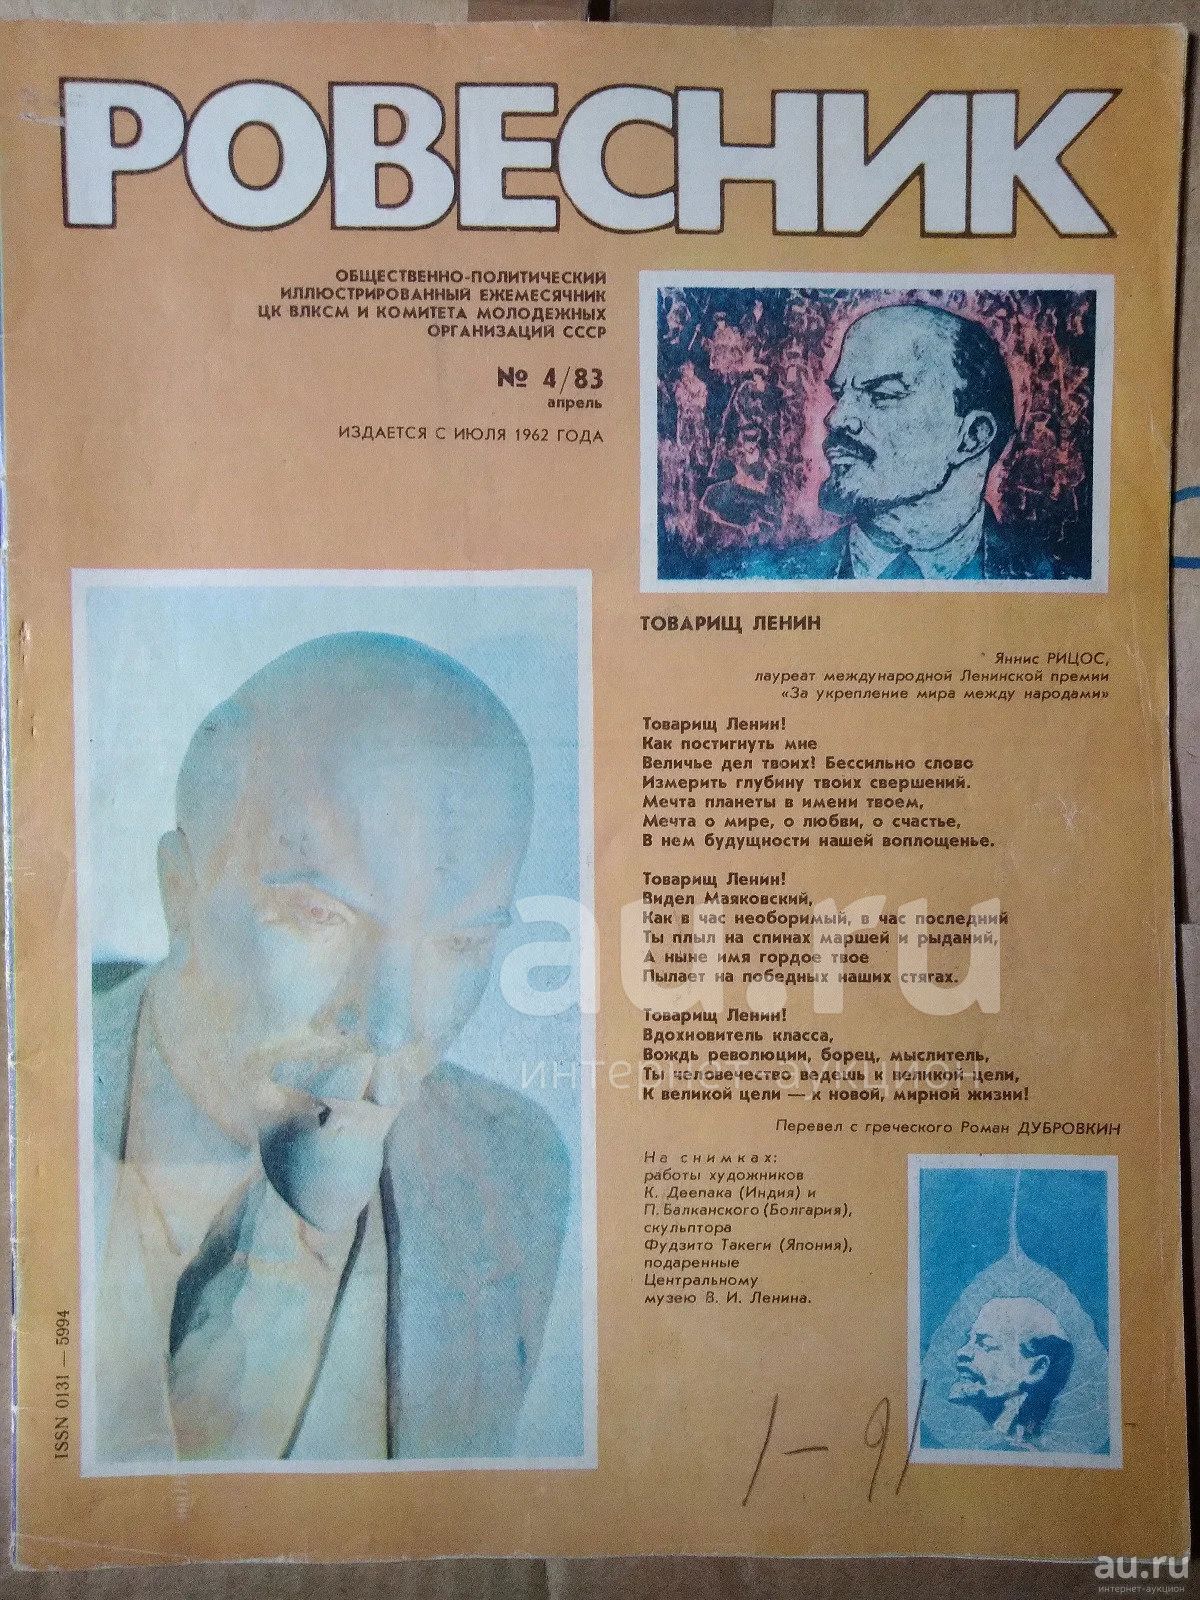 РОВЕСНИК
ОБЩЕСТВЕННО-ПОЛИТИЧЕСКИЙ
ИЛЛЮСТРИРОВАННЫЙ ЕЖЕМЕСЯЧНИК
ЦК ВЛКСМ И КОМИТЕТА МОЛОДЕЖНЫХ
ОРГАНИЗАЦИЙ СССР
№ 4/83
апрель
ИЗДАЕТСЯ С ИЮЛЯ 1962 ГОДА
ТОВАРИЩ ЛЕНИН
Яннис РИЦОС,
лауреат международной Ленинской премии
«За укрепление мира между народами»
Товарищ Ленин!
Как постигнуть мне
Величье дел твоих! Бессильно слово
Измерить глубину твоих свершений.
Мечта планеты в имени твоем,
Мечта о мире, о любви, о счастье,
В нем будущности нашей воплощенье.
Товарищ Ленин!
Видел Маяковский,
Как в час необоримый, в час последний
Ты плыл на спинах маршей и рыданий,
А ныне имя гордое твое
Пылает на победных наших стягах.
Товарищ Ленин!
Вдохновитель класса,
Вождь революции, борец, мыслитель,
Ты человечество ведешь к великой цели,
К великой цели — к новой, мирной жизни!
Перевел с греческого Роман ДУБРОВКИН
На снимках:
работы художников
К. Деепака (Индия) и
П. Балканского (Болгария),
скульптора
Фудзито Такеги (Япония),
подаренные
Центральному
музею В. И. Ленина.
ISSN 0131 — 5994
1-91
au.ru
интернет-аукцион
au.ru
интернет-аукцион